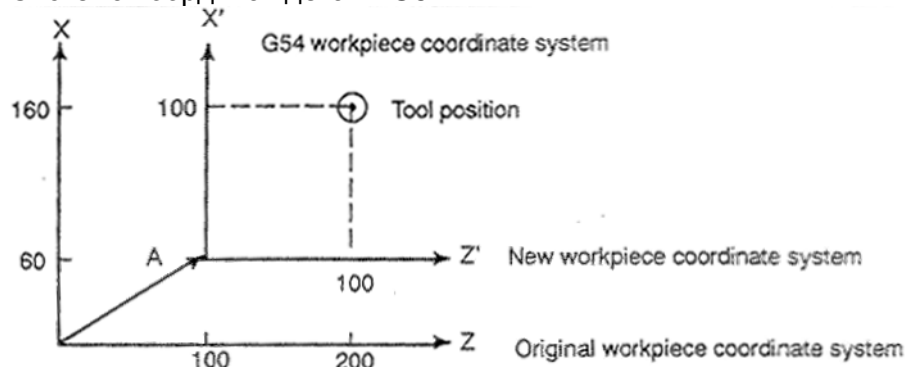 X
X'
G54 workpiece coordinate system
160
100
Tool position
60
A
Z'
New workpiece coordinate system
100
Z
100
200
Original workpiece coordinate system